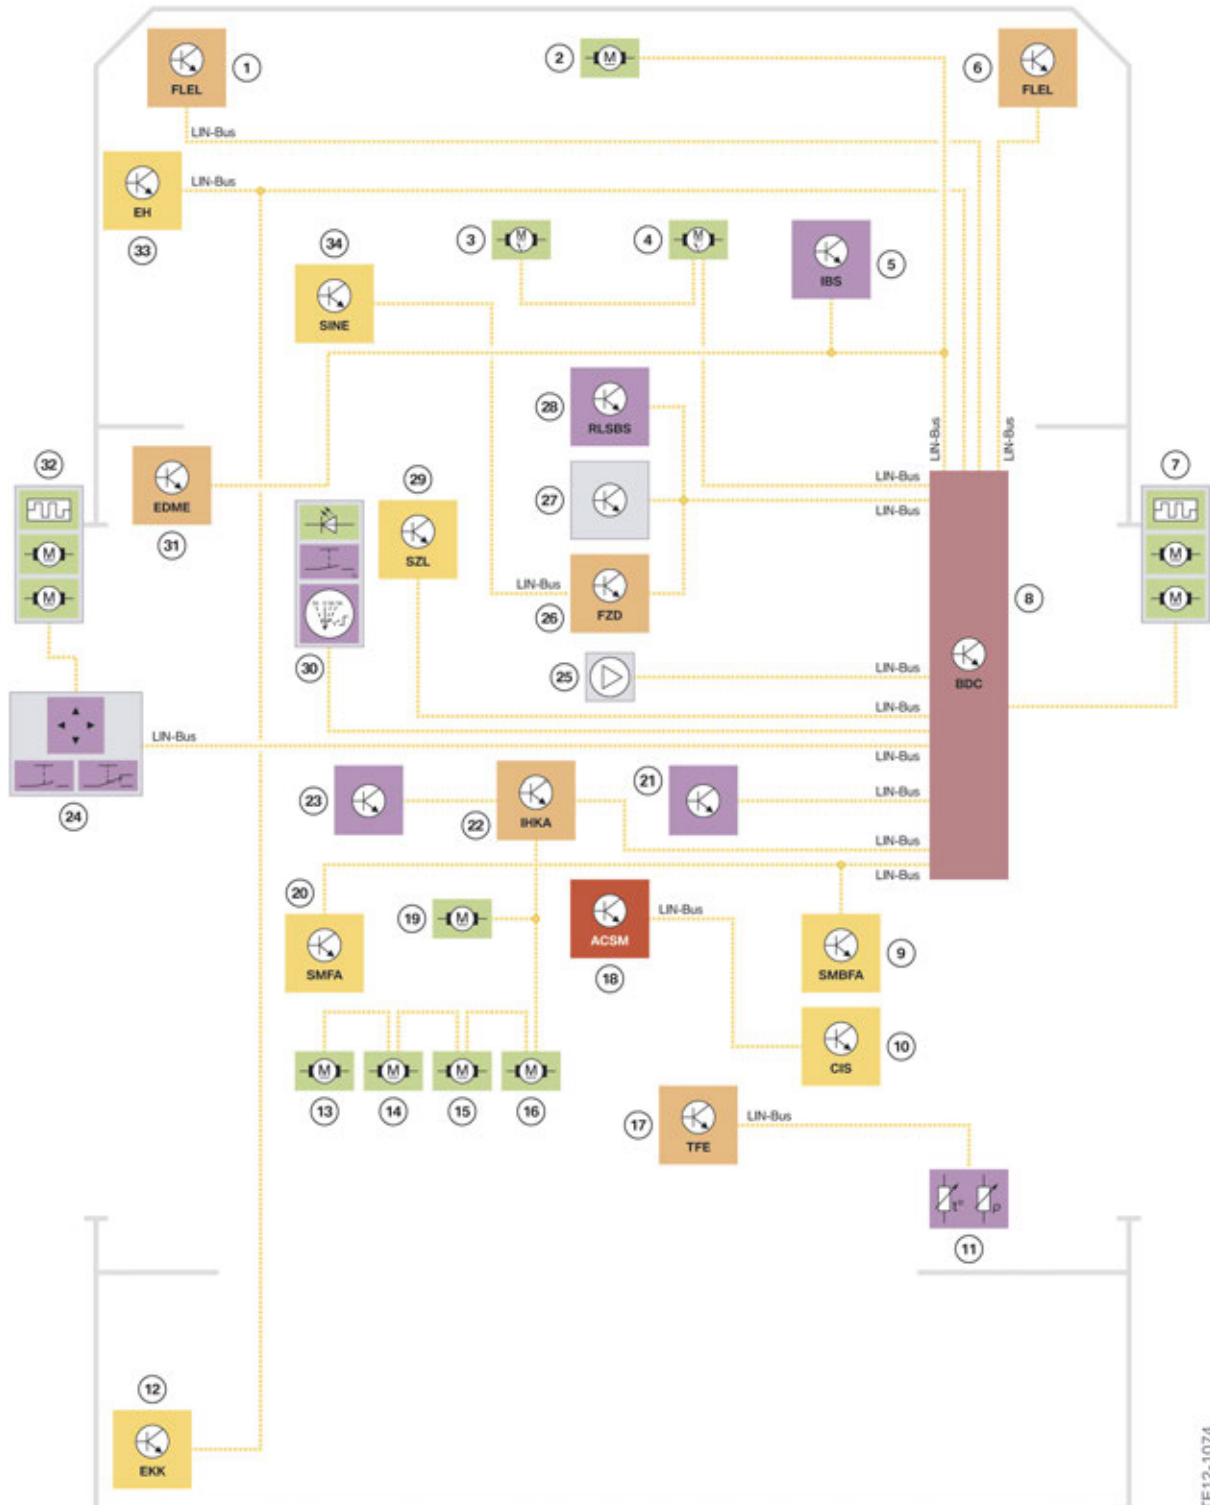 1
FLEL
2
M
6
FLEL
LIN-Bus
EH
33
LIN-Bus
34
SINE
3
M
4
M
IBS
5
28
RLSBS
LIN-Bus
LIN-Bus
32
M
M
EDME
31
29
SZL
27
LIN-Bus
LIN-Bus
7
M
M
30
LIN-Bus
26
FZD
8
BDC
25
LIN-Bus
LIN-Bus
24
LIN-Bus
LIN-Bus
23
22
IHKA
21
LIN-Bus
LIN-Bus
LIN-Bus
20
SMFA
19
M
ACSM
18
LIN-Bus
SMBFA
9
CIS
10
M
13
M
14
M
15
M
16
17
TFE
LIN-Bus
t°
p
11
12
EKK
TE12-1074